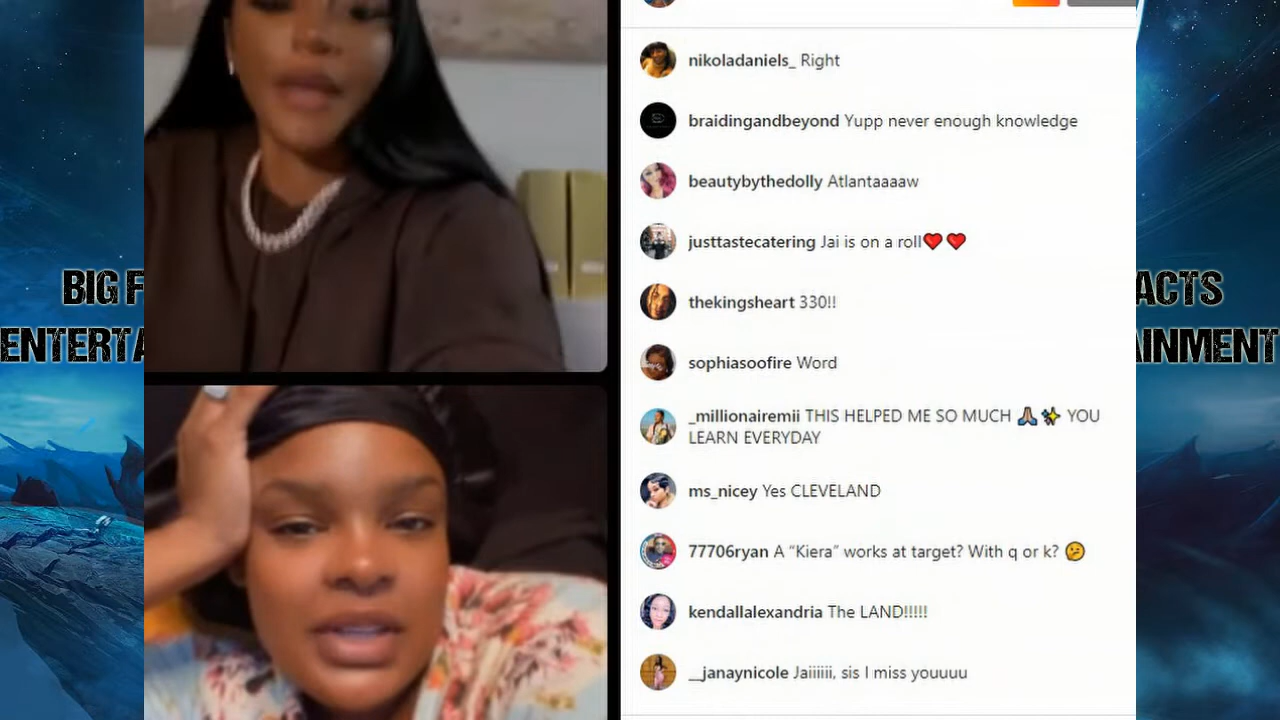 nikoladaniels_ Right
braidingandbeyond Yupp never enough knowledge
beautybythedolly Atlantaaaaw
BIG F
ACTS
justtastecatering Jai is on a roll❤️❤️
thekingsheart 330!!
ENTERTA
AINMENT
sophiasoofire Word
_millionairemii THIS HELPED ME SO MUCH 🙏🏽✨ YOU
LEARN EVERYDAY
ms_nicey Yes CLEVELAND
77706ryan A “Kiera” works at target? With q or k? 🤔
kendallalexandria The LAND!!!!!
__janaynicole Jaiiiiii, sis I miss youuuu